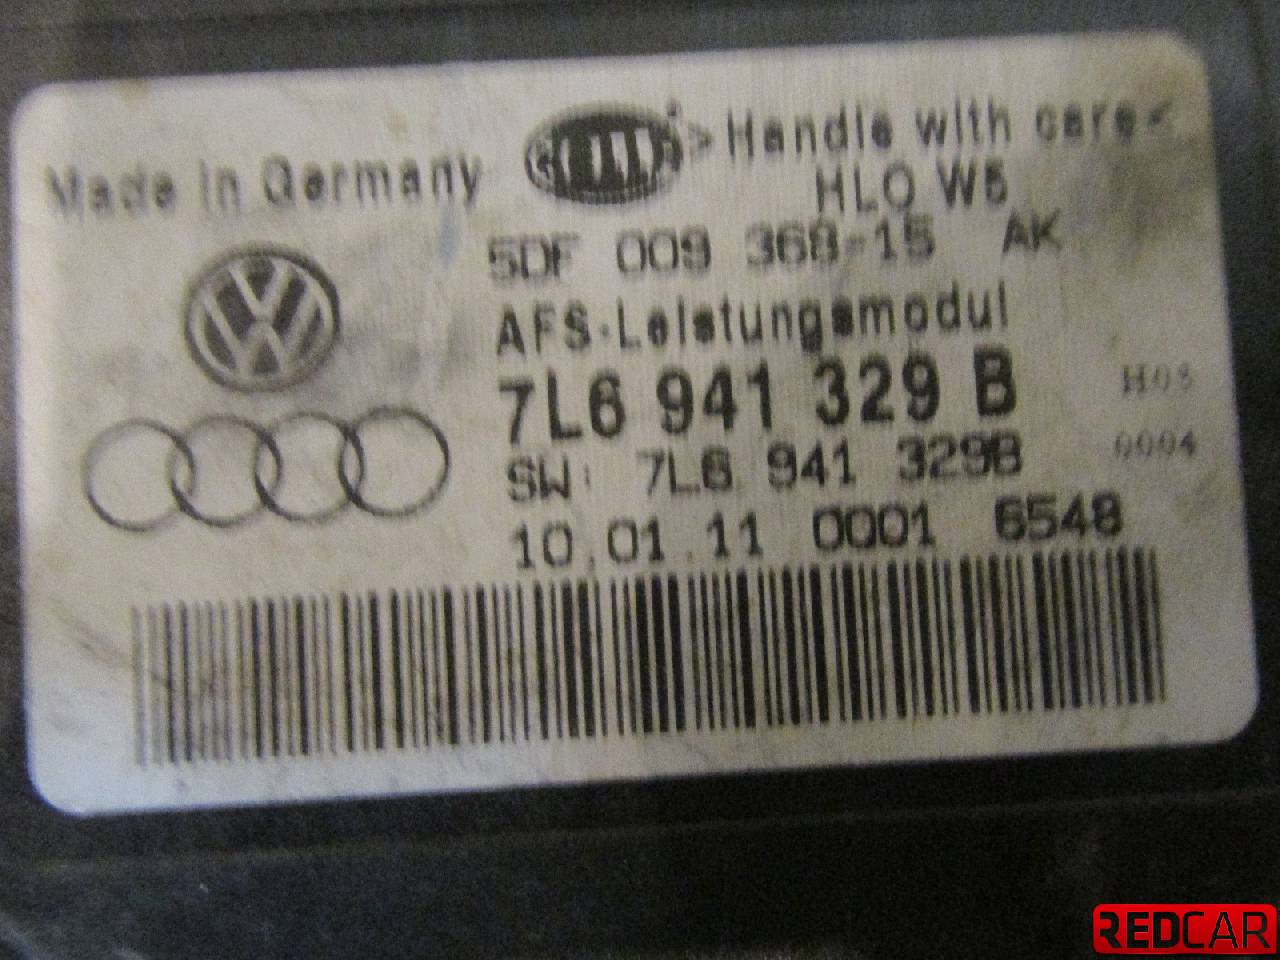 Made in Germany
HELLA
>Handle with care<
HLO W5
5DF 009 368-15 AK
AFS-Leistungsmodul
7L6 941 329 B
H03
SW: 7L6 941 329B
0004
10.01.11 0001 6548
REDCAR